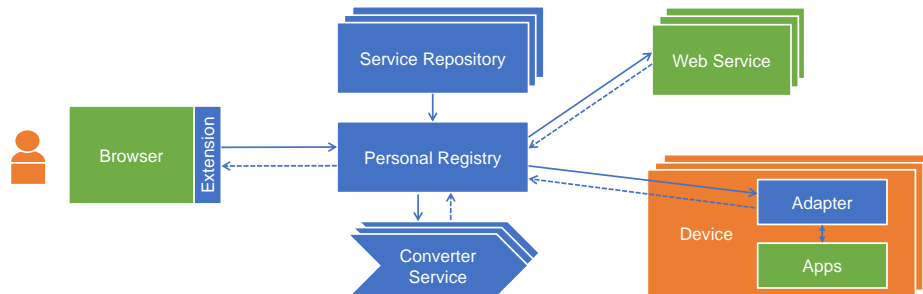 Service Repository
Web Service
Browser
Extension
Personal Registry
Adapter
Device
Converter
Service
Apps